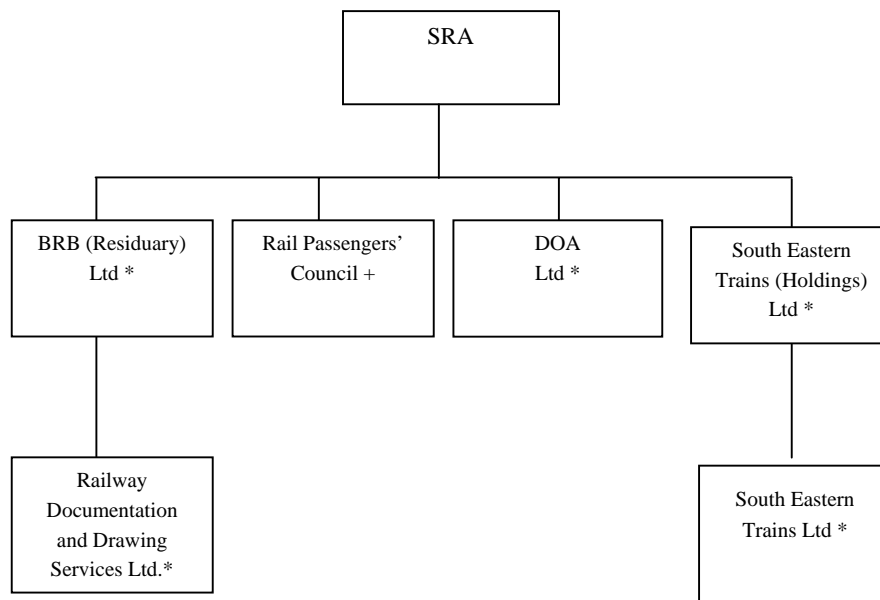 SRA
BRB (Residuary)
Ltd *
Rail Passengers’
Council +
DOA
Ltd *
South Eastern
Trains (Holdings)
Ltd *
Railway
Documentation
and Drawing
Services Ltd.*
South Eastern
Trains Ltd *